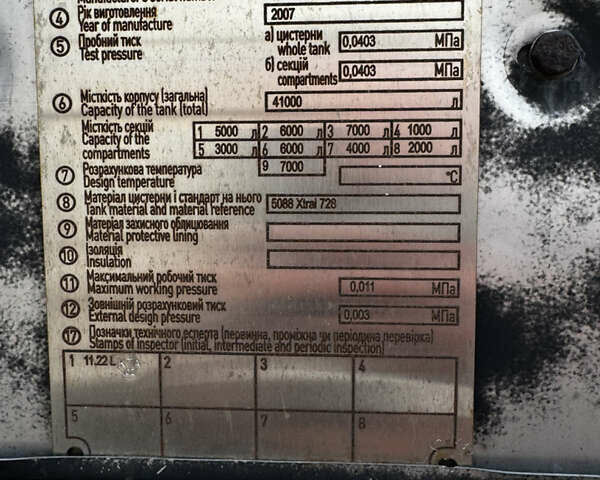 ④ Рік виготовлення
Year of manufacture
2007
⑤ Пробний тиск
Test pressure
а) цистерни
whole tank
0,0403 МПа
б) секцій
compartments
0,0403 МПа
⑥ Місткість корпусу (загальна)
Capacity of the tank (total)
41000 л
Місткість секцій
Capacity of the
compartments
1 5000 л 2 6000 л 3 7000 л 4 1000 л
5 3000 л 6 6000 л 7 4000 л 8 2000 л
9 7000
⑦ Розрахункова температура
Design temperature
°C
⑧ Матеріал цистерни і стандарт на нього
Tank material and material reference
5088 Xtral 728
⑨ Матеріал захисного облицювання
Material protective lining
⑩ Ізоляція
Insulation
⑪ Максимальний робочий тиск
Maximum working pressure
0,011 МПа
⑫ Зовнішній розрахунковий тиск
External design pressure
0,003 МПа
⑰ Позначки технічного есперта (первинна, проміжна чи періодична перевірка)
Stamps of inspector (initial, intermediate and periodic inspection)
1 11.22 L 2 3 4
5 6 7 8